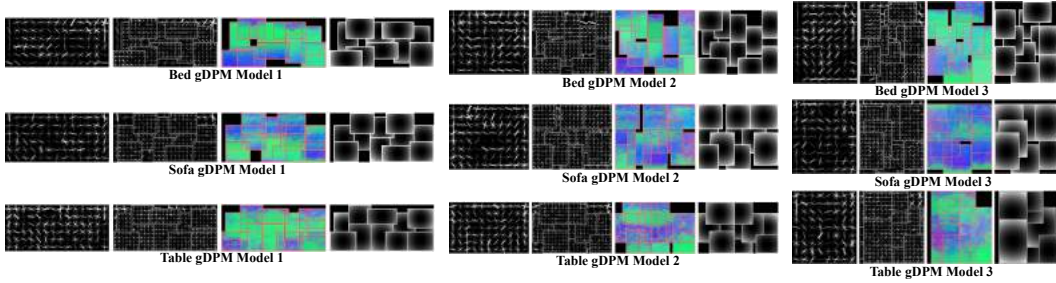 Bed gDPM Model 1
Bed gDPM Model 2
Bed gDPM Model 3
Sofa gDPM Model 1
Sofa gDPM Model 2
Sofa gDPM Model 3
Table gDPM Model 1
Table gDPM Model 2
Table gDPM Model 3